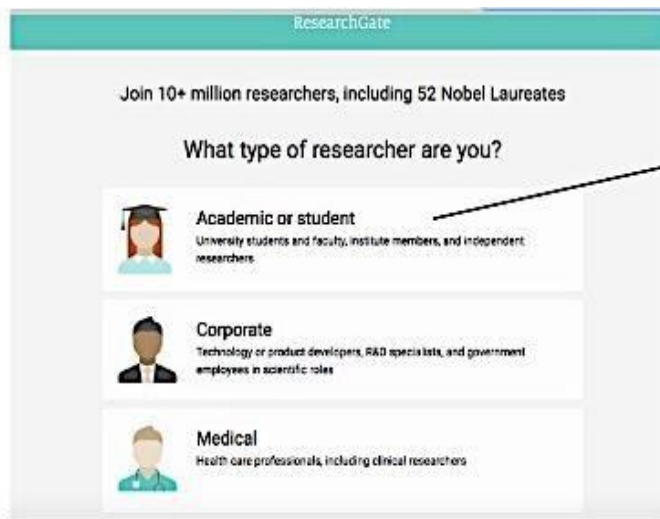 ResearchGate
Join 10+ million researchers, including 52 Nobel Laureates
What type of researcher are you?
Academic or student
University students and faculty, institute members, and independent
researchers
Corporate
Technology or product developers, R&D specialists, and government
employees in scientific roles
Medical
Health care professionals, including clinical researchers